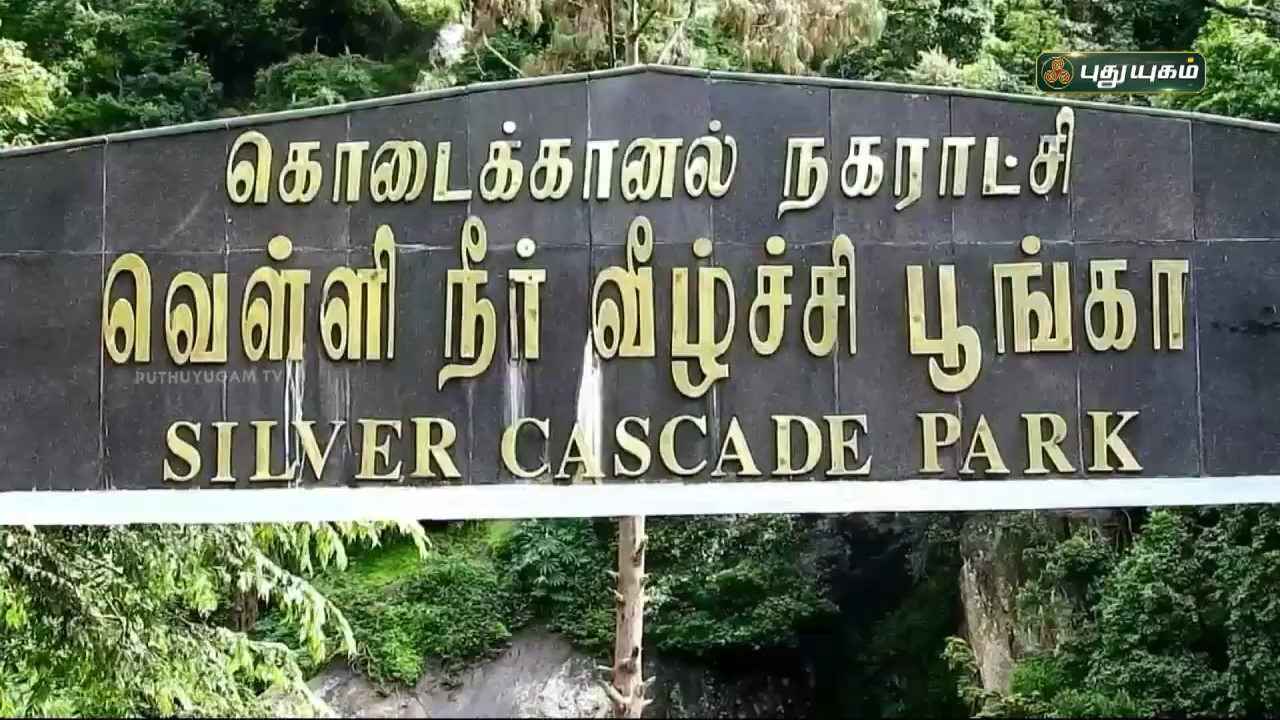 புதுயுகம்
கொடைக்கானல் நகராட்சி
வெள்ளி நீர் வீழ்ச்சி பூங்கா
PUTHUYUGAM TV
SILVER CASCADE PARK